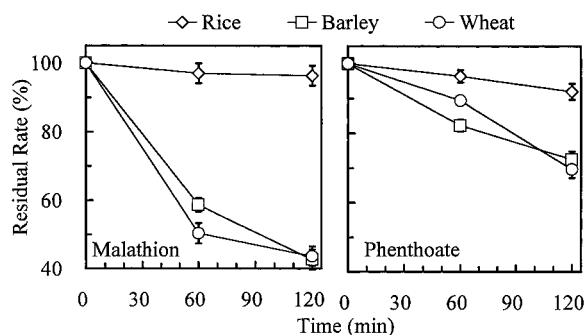 Rice Barley Wheat
100
80
60
40
Residual Rate (%)
Malathion Phenthoate
0 30 60 90 120 0 30 60 90 120
Time (min)